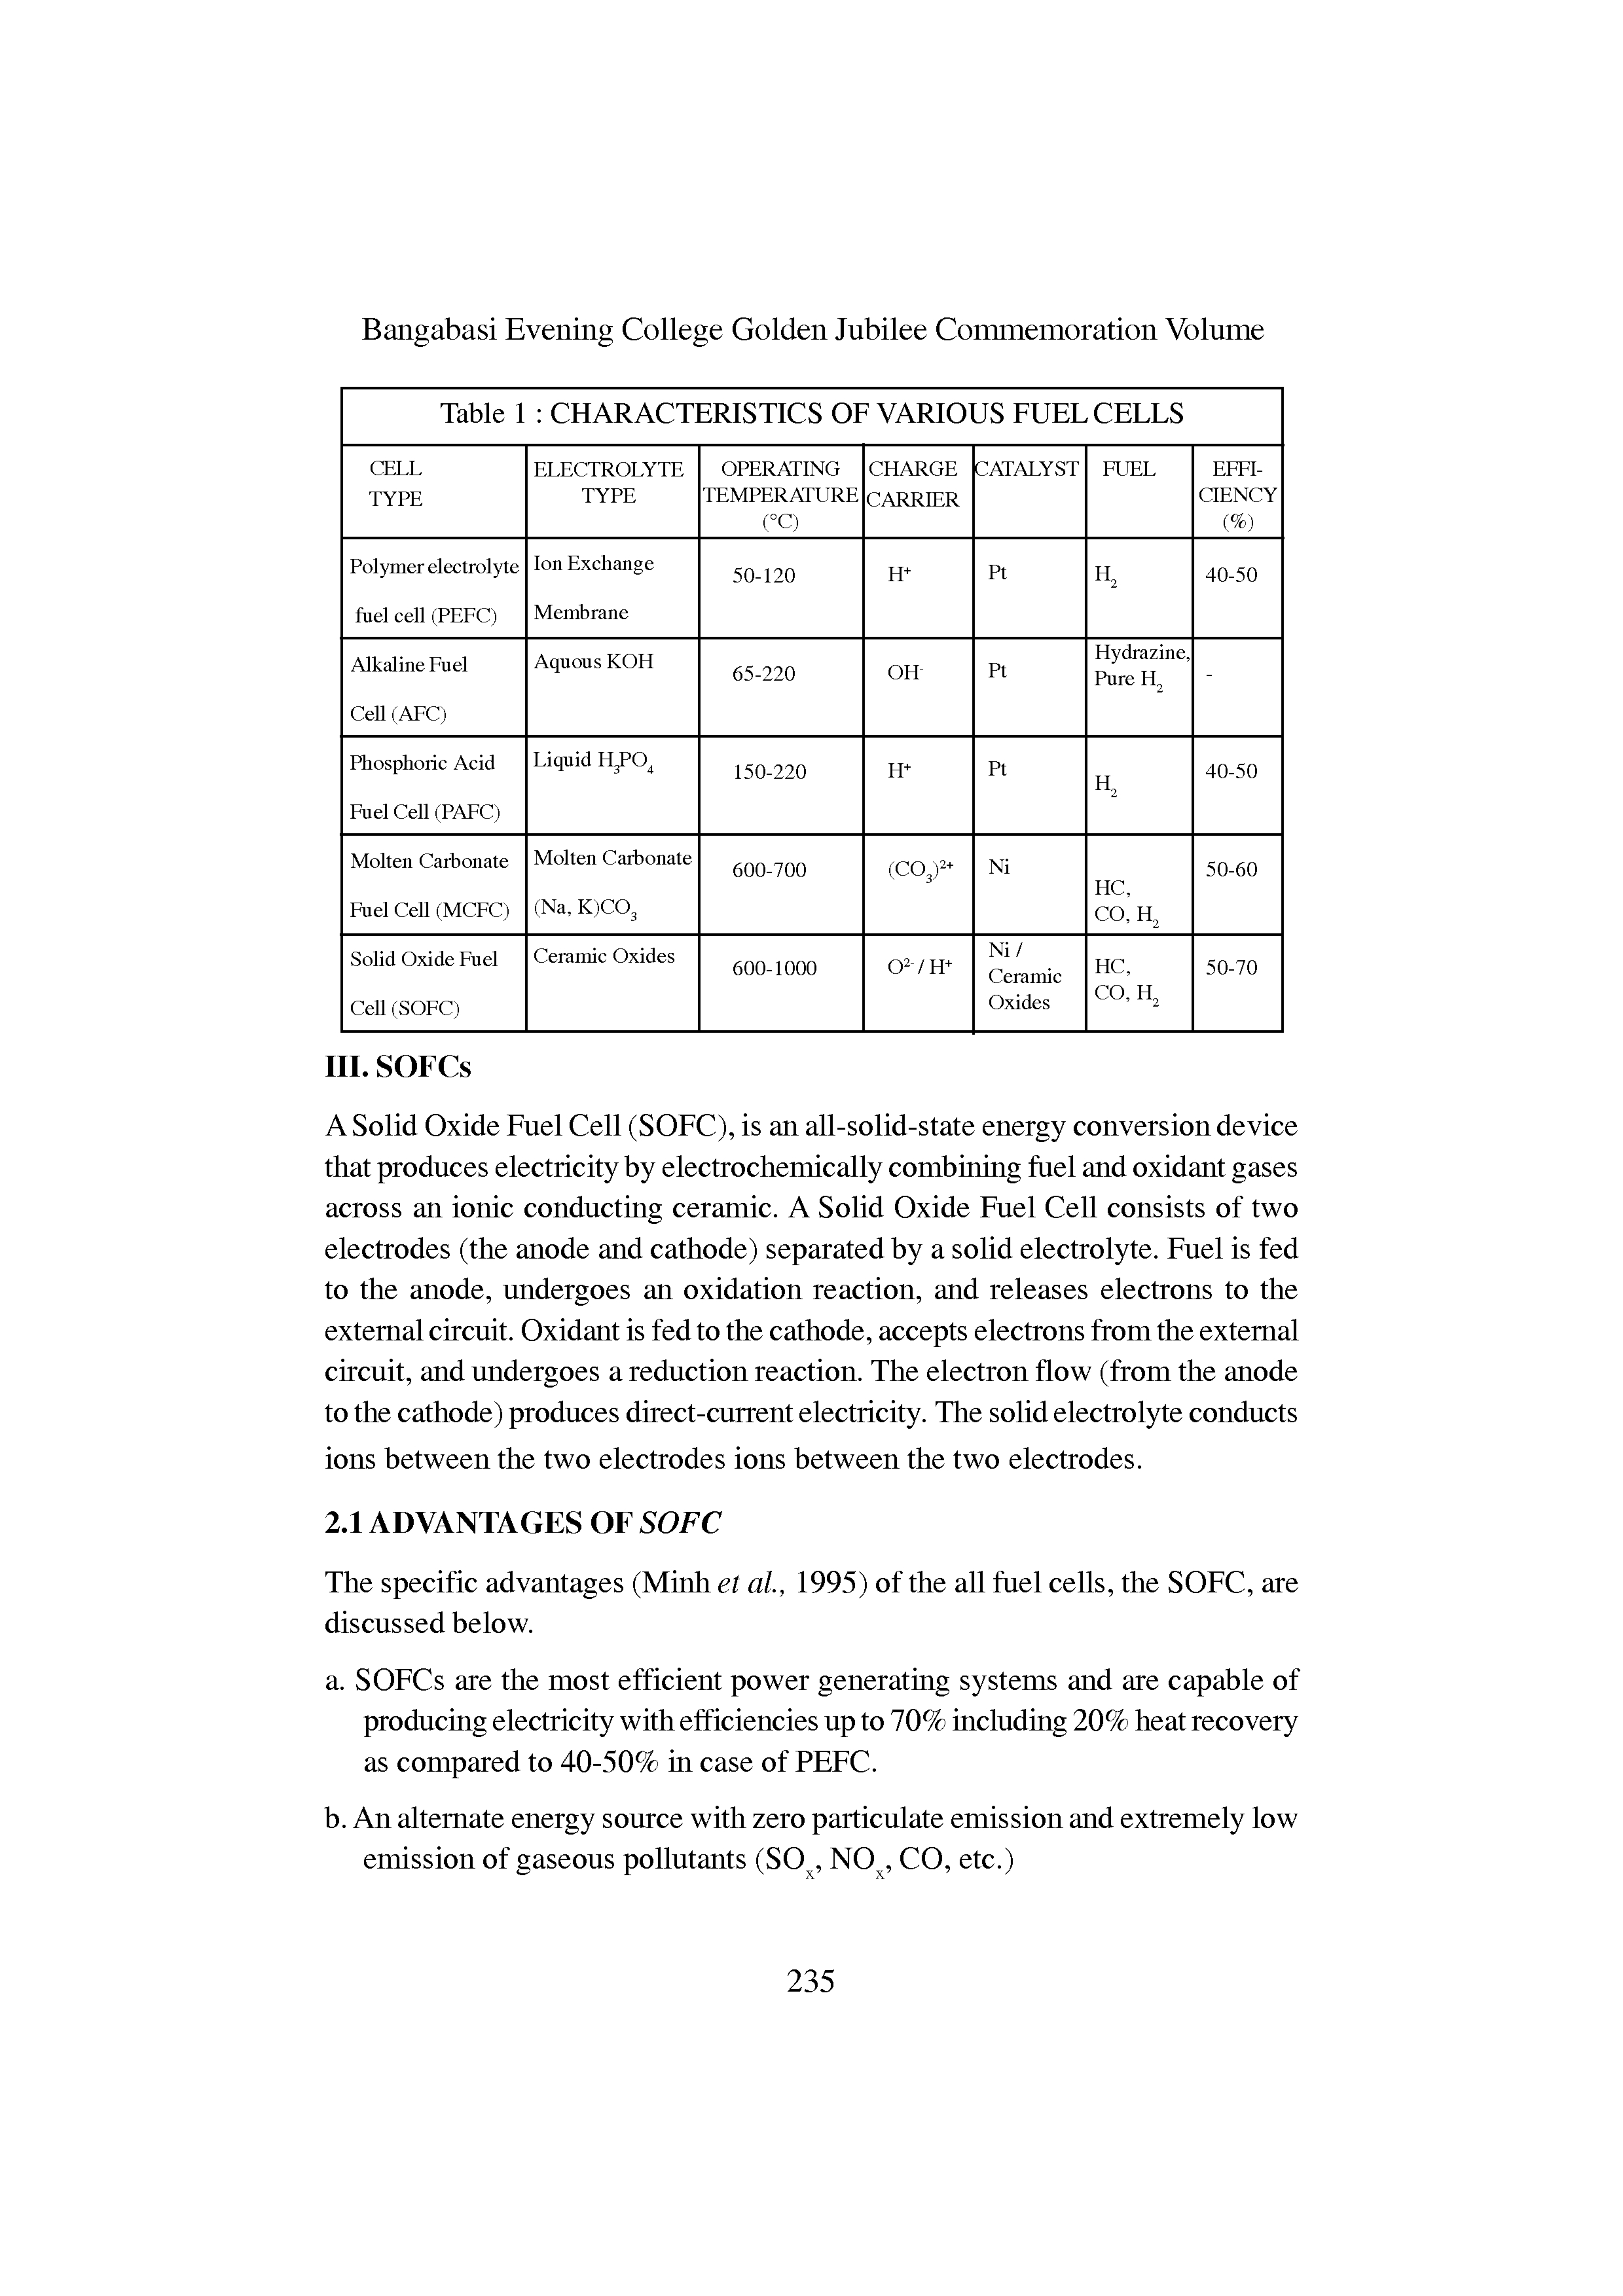 Bangabasi Evening College Golden Jubilee Commemoration Volume
Table 1 : CHARACTERISTICS OF VARIOUS FUEL CELLS
CELL TYPE ELECTROLYTE TYPE OPERATING TEMPERATURE (°C) CHARGE CARRIER CATALYST FUEL EFFI-CIENCY (%)
Polymer electrolyte fuel cell (PEFC) Ion Exchange Membrane 50-120 H⁺ Pt H₂ 40-50
Alkaline Fuel Cell (AFC) Aquous KOH 65-220 OH⁻ Pt Hydrazine, Pure H₂ -
Phosphoric Acid Fuel Cell (PAFC) Liquid H₃PO₄ 150-220 H⁺ Pt H₂ 40-50
Molten Carbonate Fuel Cell (MCFC) Molten Carbonate (Na, K)CO₃ 600-700 (CO₃)²⁺ Ni HC, CO, H₂ 50-60
Solid Oxide Fuel Cell (SOFC) Ceramic Oxides 600-1000 O²⁻ / H⁺ Ni / Ceramic Oxides HC, CO, H₂ 50-70
III. SOFCs
A Solid Oxide Fuel Cell (SOFC), is an all-solid-state energy conversion device
that produces electricity by electrochemically combining fuel and oxidant gases
across an ionic conducting ceramic. A Solid Oxide Fuel Cell consists of two
electrodes (the anode and cathode) separated by a solid electrolyte. Fuel is fed
to the anode, undergoes an oxidation reaction, and releases electrons to the
external circuit. Oxidant is fed to the cathode, accepts electrons from the external
circuit, and undergoes a reduction reaction. The electron flow (from the anode
to the cathode) produces direct-current electricity. The solid electrolyte conducts
ions between the two electrodes ions between the two electrodes.
2.1 ADVANTAGES OF SOFC
The specific advantages (Minh et al., 1995) of the all fuel cells, the SOFC, are
discussed below.
a. SOFCs are the most efficient power generating systems and are capable of
producing electricity with efficiencies up to 70% including 20% heat recovery
as compared to 40-50% in case of PEFC.
b. An alternate energy source with zero particulate emission and extremely low
emission of gaseous pollutants (SOₓ, NOₓ, CO, etc.)
235